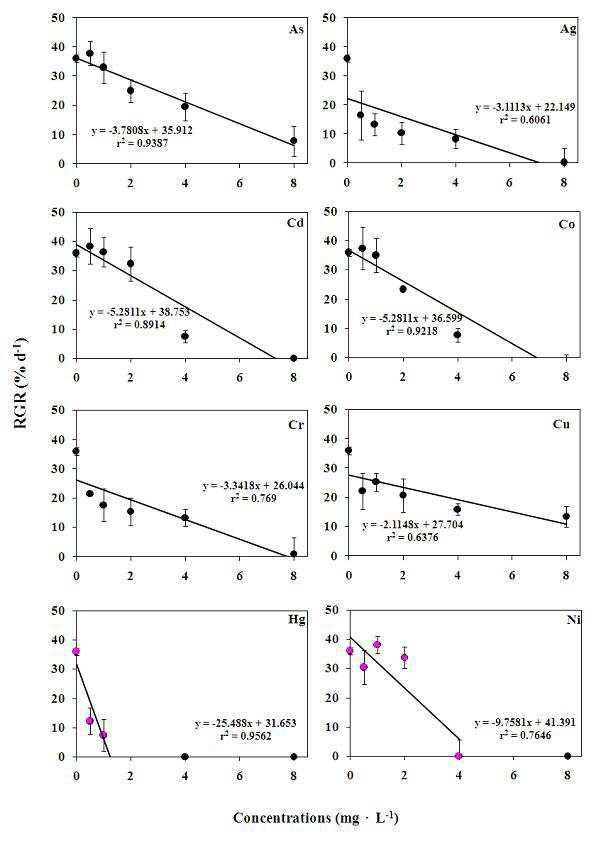 50
As
40
30
20
y = -3.7808x + 35.912
r² = 0.9387
10
0
0 2 4 6 8
50
Ag
40
30
20
y = -3.1113x + 22.149
r² = 0.6061
10
0
0 2 4 6 8
50
Cd
40
30
20
y = -5.2811x + 38.753
r² = 0.8914
10
0
0 2 4 6 8
50
Co
40
30
20
y = -5.2811x + 36.599
r² = 0.9218
10
0
0 2 4 6 8
RGR (% d⁻¹)
50
Cr
40
30
y = -3.3418x + 26.044
r² = 0.769
20
10
0
0 2 4 6 8
50
Cu
40
30
20
y = -2.1148x + 27.704
r² = 0.6376
10
0
0 2 4 6 8
50
Hg
40
30
20
y = -25.488x + 31.653
r² = 0.9562
10
0
0 2 4 6 8
50
Ni
40
30
20
y = -9.7581x + 41.391
r² = 0.7646
10
0
0 2 4 6 8
Concentrations (mg · L⁻¹)